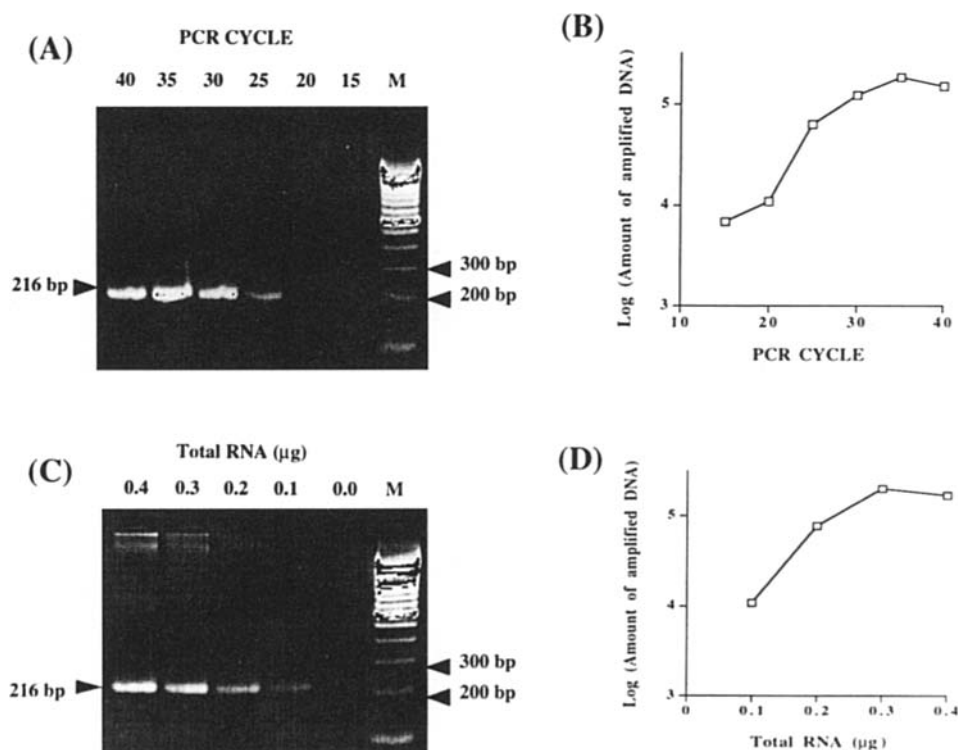 (A)
PCR CYCLE
40 35 30 25 20 15 M
216 bp
300 bp
200 bp
(B)
Log (Amount of amplified DNA)
5
4
3
10 20 30 40
PCR CYCLE
(C)
Total RNA (µg)
0.4 0.3 0.2 0.1 0.0 M
216 bp
300 bp
200 bp
(D)
Log (Amount of amplified DNA)
5
4
3
0 0.1 0.2 0.3 0.4
Total RNA (µg)